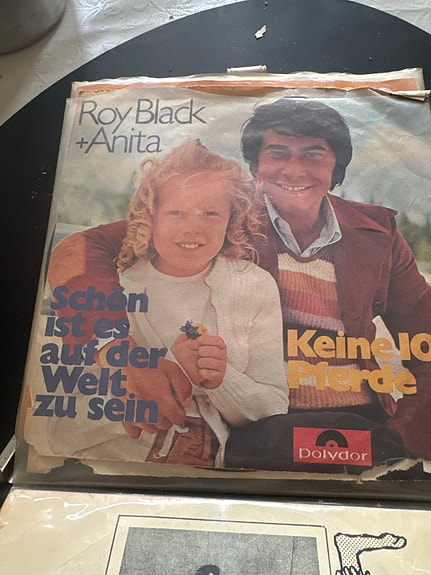 Roy Black
+Anita
Schön
ist es
auf der
Welt
zu sein
Keine 10
Pferde
Polydor